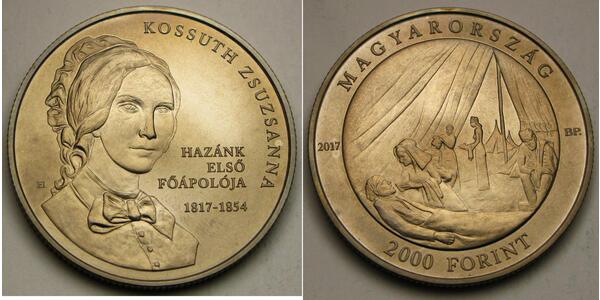 KOSSUTH ZSUZSANNA
HAZÁNK
ELSŐ
FŐÁPOLÓJA
1817-1854
MAGYARORSZÁG
2017
BP.
2000 FORINT